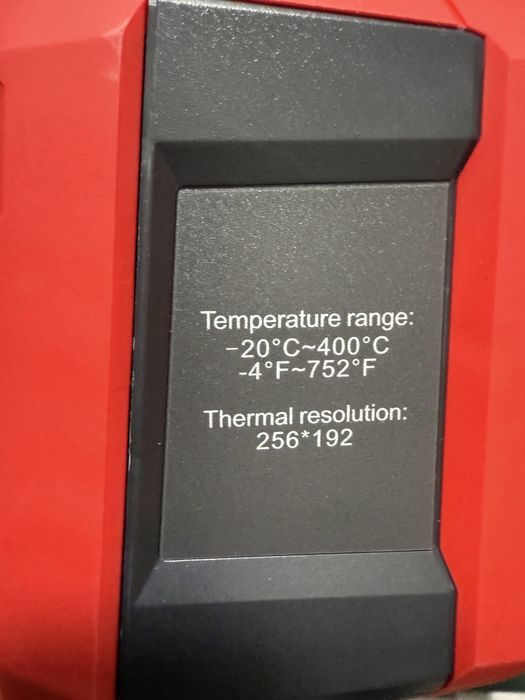 Temperature range:
−20°C~400°C
-4°F~752°F
Thermal resolution:
256*192